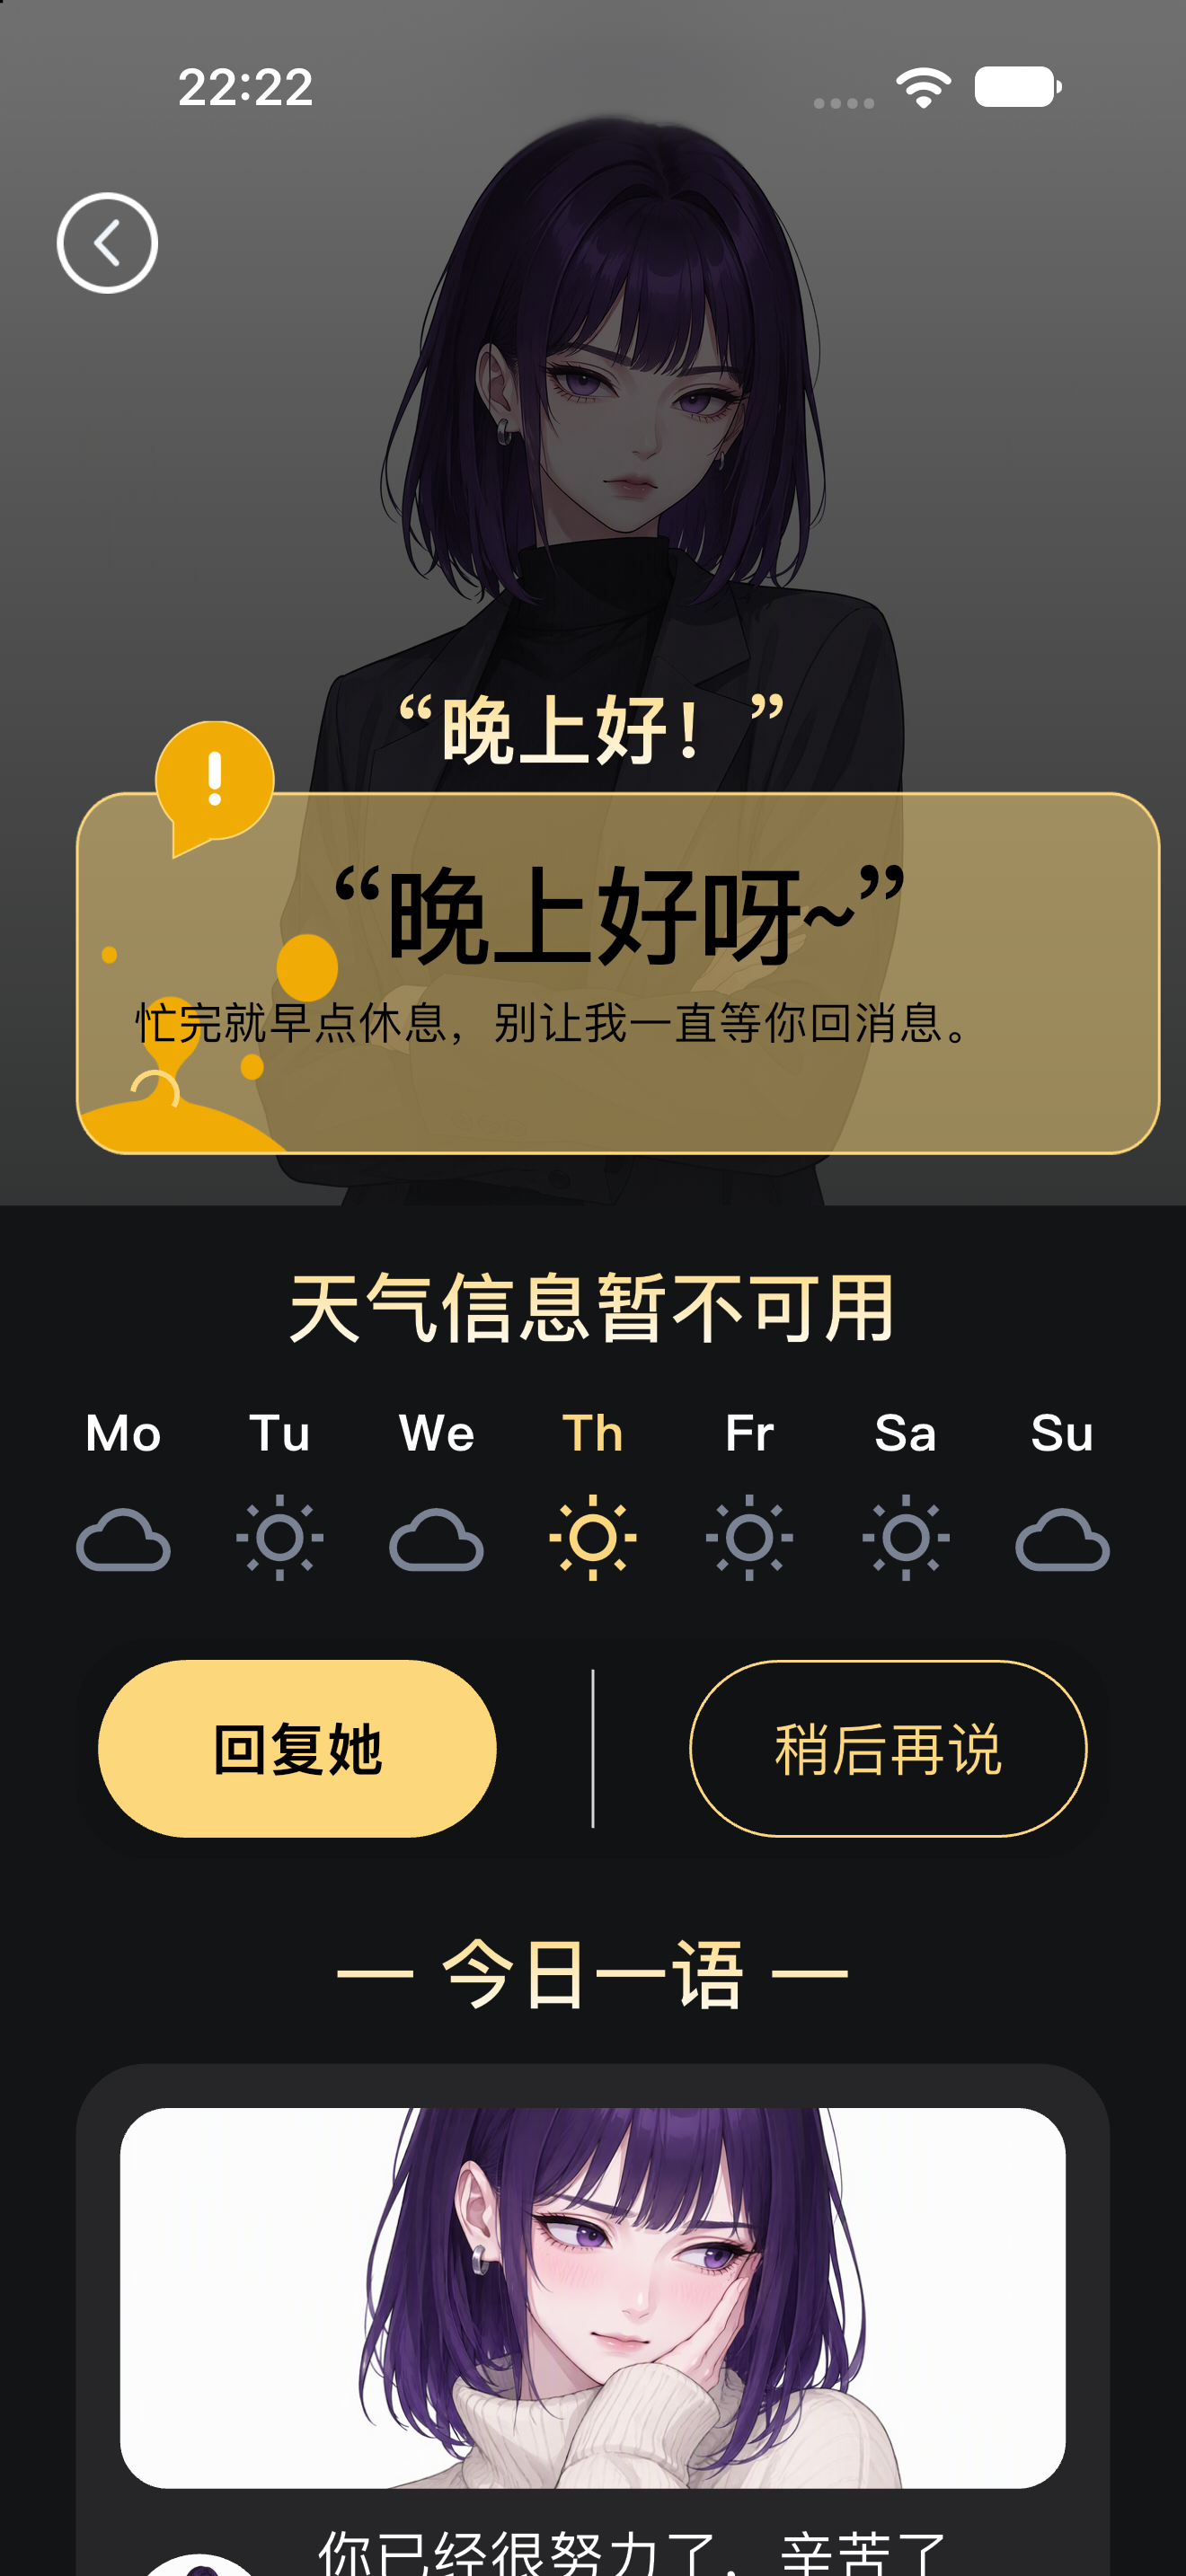 22:22
“晚上好！”
“晚上好呀~”
忙完就早点休息，别让我一直等你回消息。
天气信息暂不可用
Mo Tu We Th Fr Sa Su
回复她
稍后再说
— 今日一语 —
你已经很努力了，辛苦了